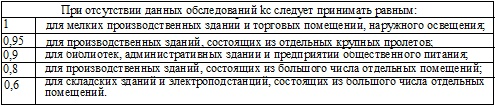 При отсутствии данных обследований kc следует принимать равным:
1 для мелких производственных зданий и торговых помещений, наружного освещения;
0,95 для производственных зданий, состоящих из отдельных крупных пролетов;
0,9 для библиотек, административных зданий и предприятий общественного питания;
0,8 для производственных зданий, состоящих из большого числа отдельных помещений;
0,6 для складских зданий и электроподстанций, состоящих из большого числа отдельных
помещений.